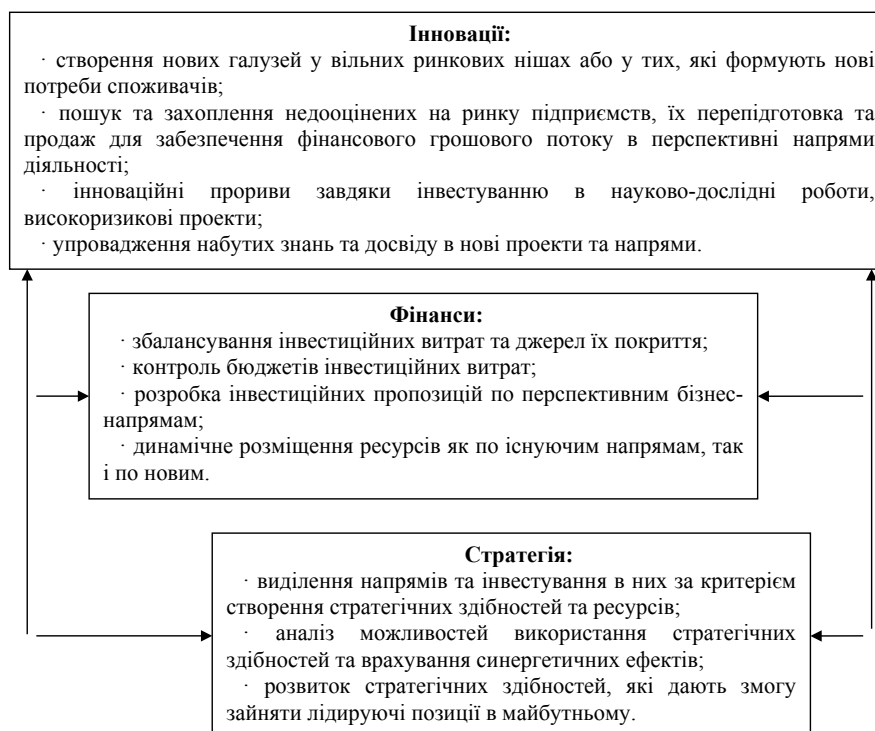 Інновації:
· створення нових галузей у вільних ринкових нішах або у тих, які формують нові
потреби споживачів;
· пошук та захоплення недооцінених на ринку підприємств, їх перепідготовка та
продаж для забезпечення фінансового грошового потоку в перспективні напрями
діяльності;
· інноваційні прориви завдяки інвестуванню в науково-дослідні роботи,
високоризикові проекти;
· упровадження набутих знань та досвіду в нові проекти та напрями.
Фінанси:
· збалансування інвестиційних витрат та джерел їх покриття;
· контроль бюджетів інвестиційних витрат;
· розробка інвестиційних пропозицій по перспективним бізнес-
напрямам;
· динамічне розміщення ресурсів як по існуючим напрямам, так
і по новим.
Стратегія:
· виділення напрямів та інвестування в них за критерієм
створення стратегічних здібностей та ресурсів;
· аналіз можливостей використання стратегічних
здібностей та врахування синергетичних ефектів;
· розвиток стратегічних здібностей, які дають змогу
зайняти лідируючі позиції в майбутньому.